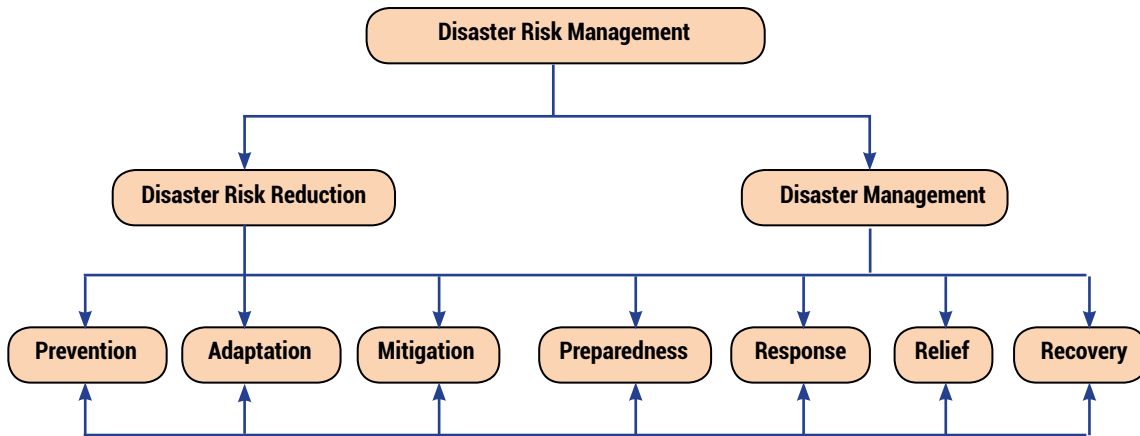 Disaster Risk Management
Disaster Risk Reduction
Disaster Management
Prevention
Adaptation
Mitigation
Preparedness
Response
Relief
Recovery